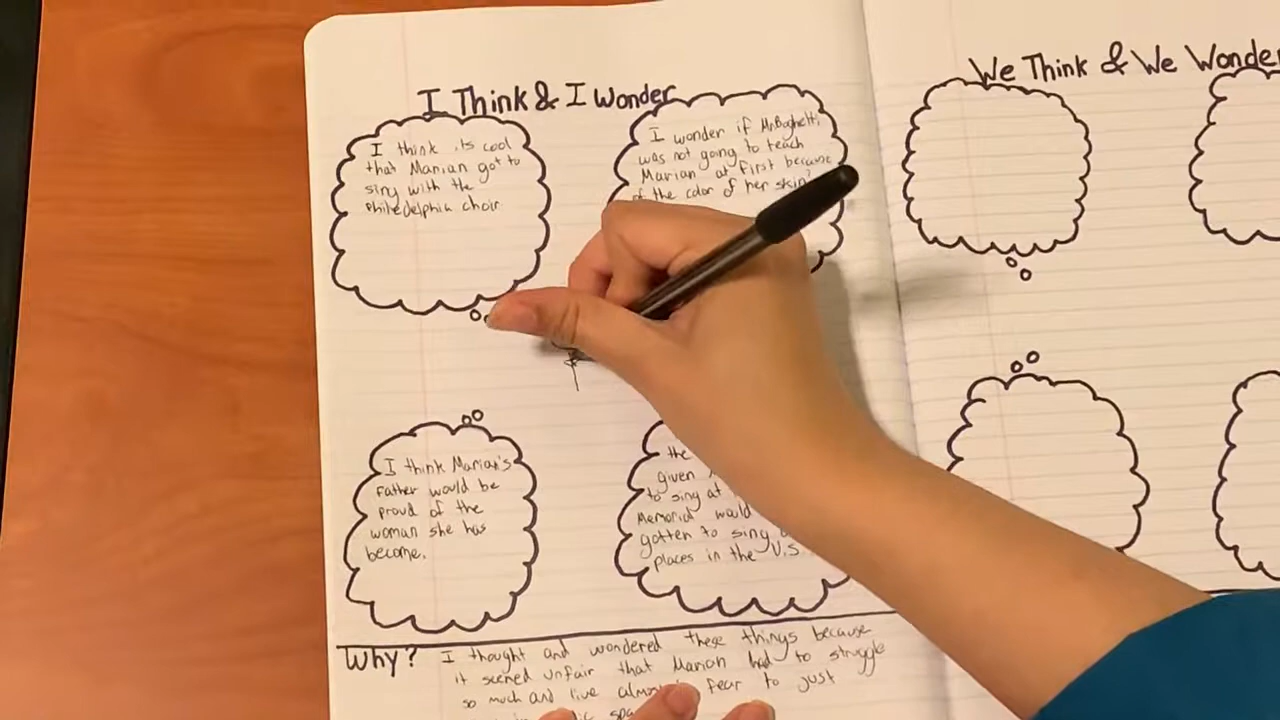 I Think & I Wonder
We Think & We Wonder
I think its cool
that Marian got to
sing with the
Philedelphia choir
I wonder if Mr. Boghetti
was not going to teach
Marian at first because
of the color of her skin?
I think Marian's
father would be
proud of the
woman she has
become.
the
given
to sing at
Memorial would
gotten to sing
places in the U.S
Why? I thought and wondered these things because
it seemed unfair that Marian had to struggle
so much and live almost fear to just